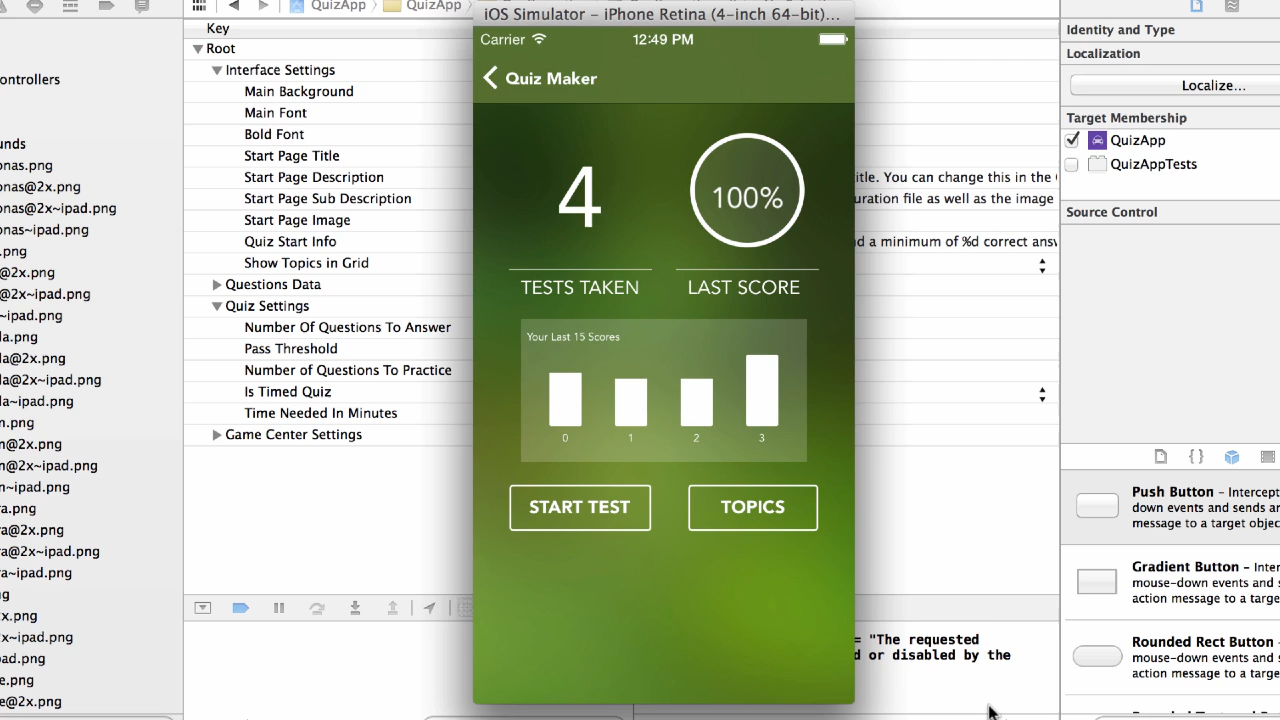 QuizApp
QuizApp
iOS Simulator – iPhone Retina (4-inch 64-bit)...
Carrier
12:49 PM
Quiz Maker
4
100%
TESTS TAKEN
LAST SCORE
Your Last 15 Scores
0
1
2
3
START TEST
TOPICS
Key
Root
Interface Settings
Main Background
Main Font
Bold Font
Start Page Title
Start Page Description
Start Page Sub Description
Start Page Image
Quiz Start Info
Show Topics in Grid
Questions Data
Quiz Settings
Number Of Questions To Answer
Pass Threshold
Number of Questions To Practice
Is Timed Quiz
Time Needed In Minutes
Game Center Settings
itle. You can change this in the
uration file as well as the image
d a minimum of %d correct answ
= "The requested
d or disabled by the
ontrollers
unds
onas.png
onas@2x.png
onas@2x~ipad.png
onas~ipad.png
.png
@2x.png
@2x~ipad.png
~ipad.png
la.png
la@2x.png
la@2x~ipad.png
la~ipad.png
n.png
n@2x.png
n@2x~ipad.png
n~ipad.png
ra.png
ra@2x.png
ra@2x~ipad.png
ra~ipad.png
g
x.png
x~ipad.png
pad.png
e.png
e@2x.png
Identity and Type
Localization
Localize...
Target Membership
QuizApp
QuizAppTests
Source Control
Push Button – Intercept
down events and sends an
message to a target objec
Gradient Button – Inter
mouse-down events and s
action message to a targe
Rounded Rect Button –
mouse-down events and s
action message to a targe